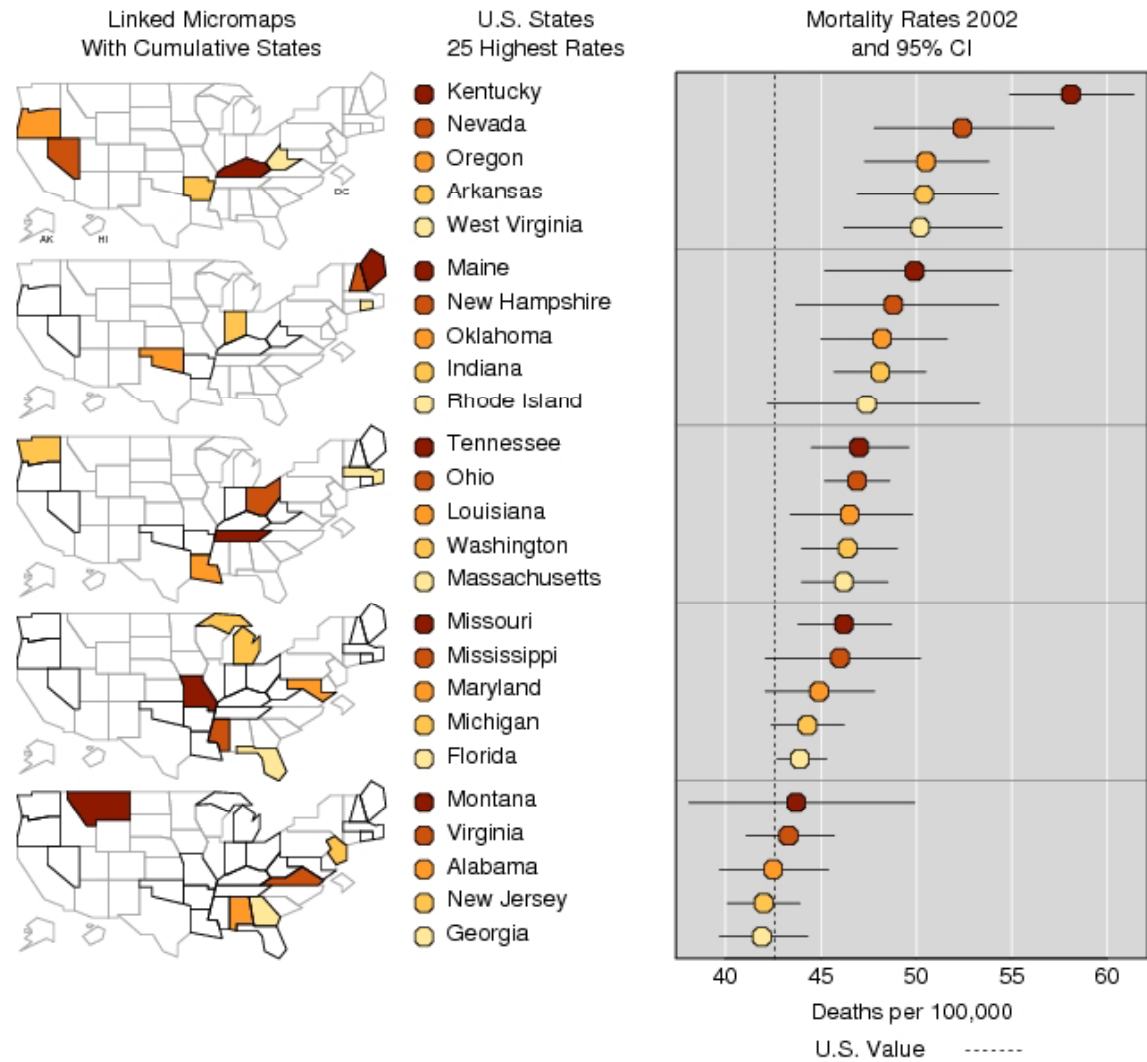 Linked Micromaps
With Cumulative States
U.S. States
25 Highest Rates
Mortality Rates 2002
and 95% CI
DC
AK
HI
Kentucky
Nevada
Oregon
Arkansas
West Virginia
Maine
New Hampshire
Oklahoma
Indiana
Rhode Island
Tennessee
Ohio
Louisiana
Washington
Massachusetts
Missouri
Mississippi
Maryland
Michigan
Florida
Montana
Virginia
Alabama
New Jersey
Georgia
40 45 50 55 60
Deaths per 100,000
U.S. Value